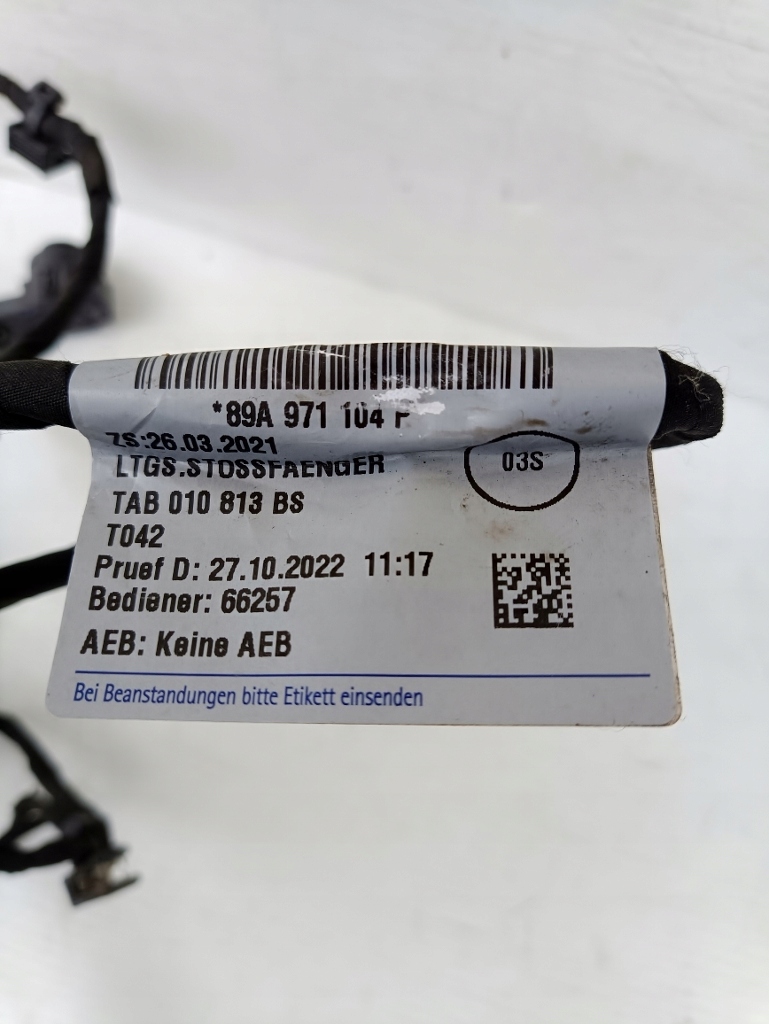 *89A 971 104
ZS:26.03.2021
LTGS.STOSSFAENGER
03S
TAB 010 813 BS
T042
Pruef D: 27.10.2022 11:17
Bediener: 66257
AEB: Keine AEB
Bei Beanstandungen bitte Etikett einsenden